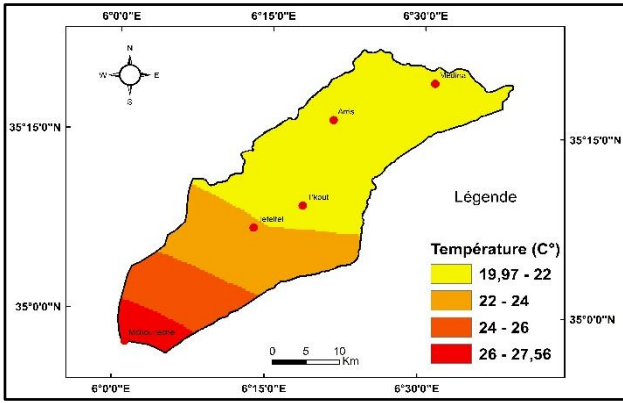 6°0'0"E 6°15'0"E 6°30'0"E
N
W E
S
Medina
Arris
35°15'0"N 35°15'0"N
T'kout
Légende
Température (C°)
19,97 - 22
22 - 24
24 - 26
26 - 27,56
35°0'0"N 35°0'0"N
0 5 10
Km
6°0'0"E 6°15'0"E 6°30'0"E